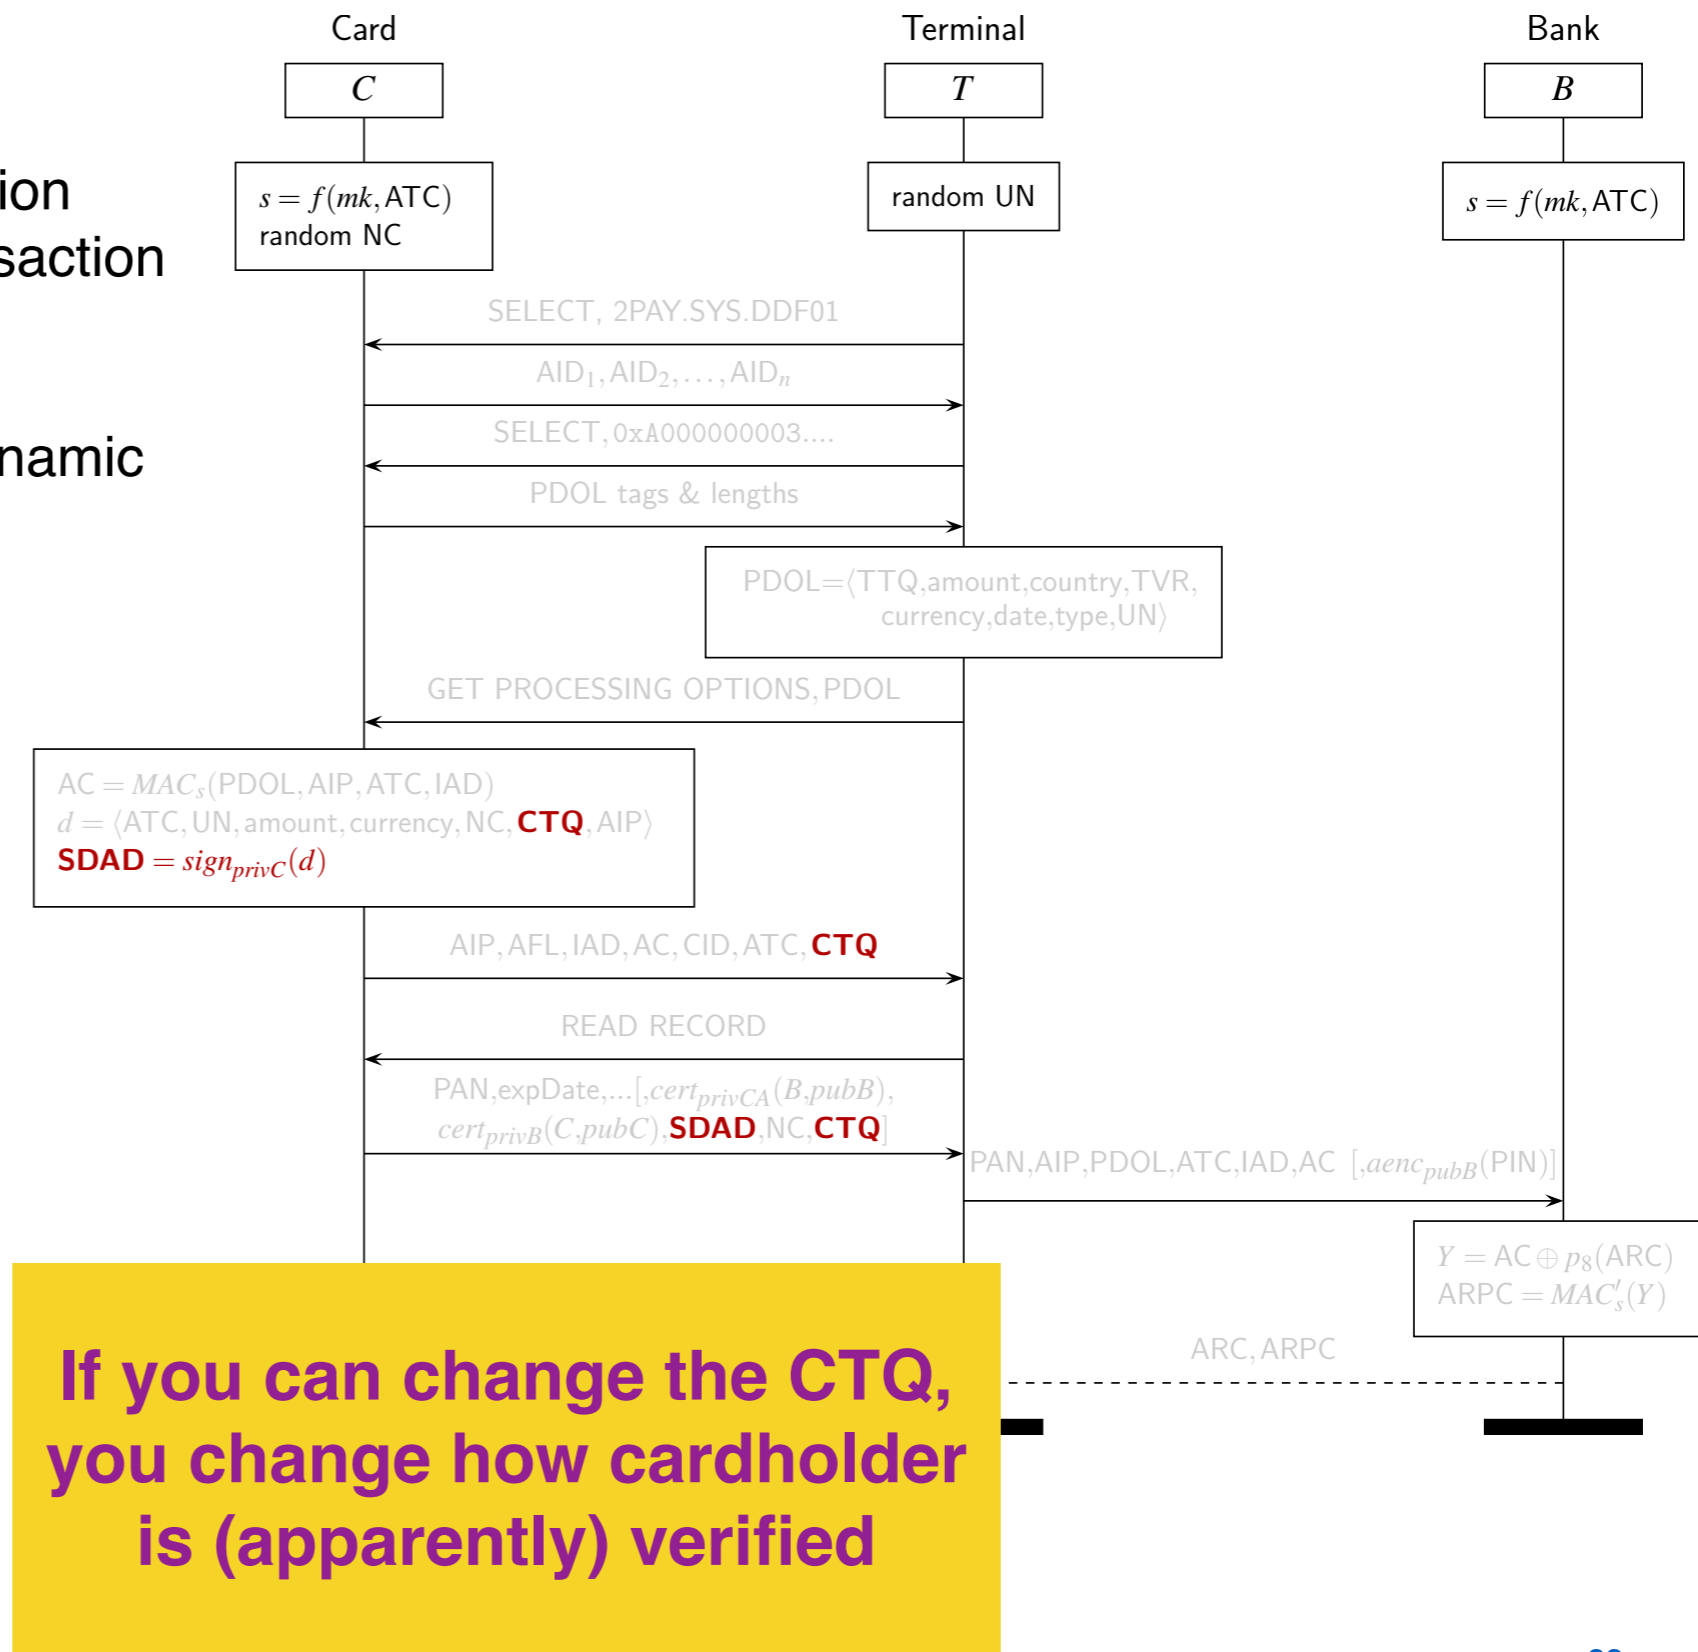 Card Terminal Bank
C T B
s = f(mk,ATC)
random NC
random UN
s = f(mk,ATC)
ion
saction
SELECT, 2PAY.SYS.DDF01
AID1,AID2,...,AIDn
SELECT,0xA000000003....
namic
PDOL tags & lengths
PDOL=⟨TTQ,amount,country,TVR,
currency,date,type,UN⟩
GET PROCESSING OPTIONS,PDOL
AC = MACs(PDOL,AIP,ATC,IAD)
d = ⟨ATC,UN,amount,currency,NC,CTQ,AIP⟩
SDAD = signprivC(d)
AIP,AFL,IAD,AC,CID,ATC,CTQ
READ RECORD
PAN,expDate,...[,certprivCA(B,pubB),
certprivB(C,pubC),SDAD,NC,CTQ]
PAN,AIP,PDOL,ATC,IAD,AC [,aencpubB(PIN)]
Y = AC⊕p8(ARC)
ARPC = MAC′s(Y)
ARC,ARPC
If you can change the CTQ,
you change how cardholder
is (apparently) verified